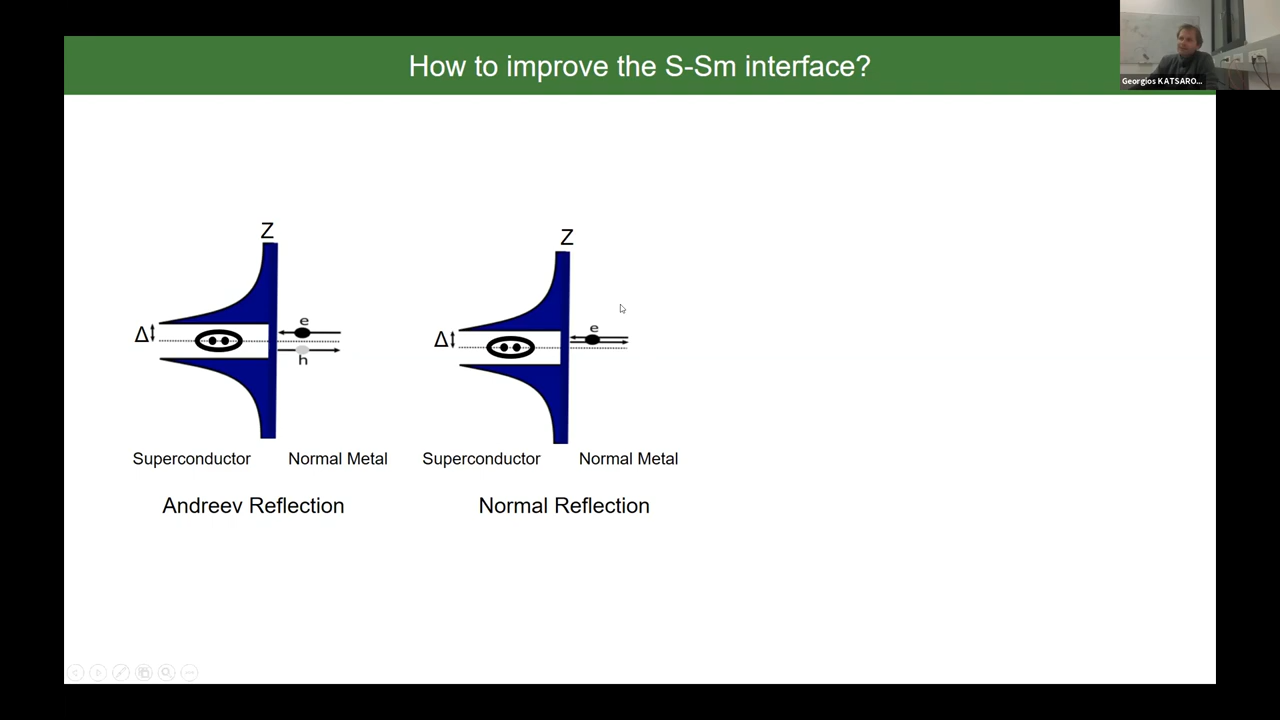 How to improve the S-Sm interface?
Georgios KATSARO...
Z
Z
Δ
e
h
Δ
e
Superconductor
Normal Metal
Superconductor
Normal Metal
Andreev Reflection
Normal Reflection